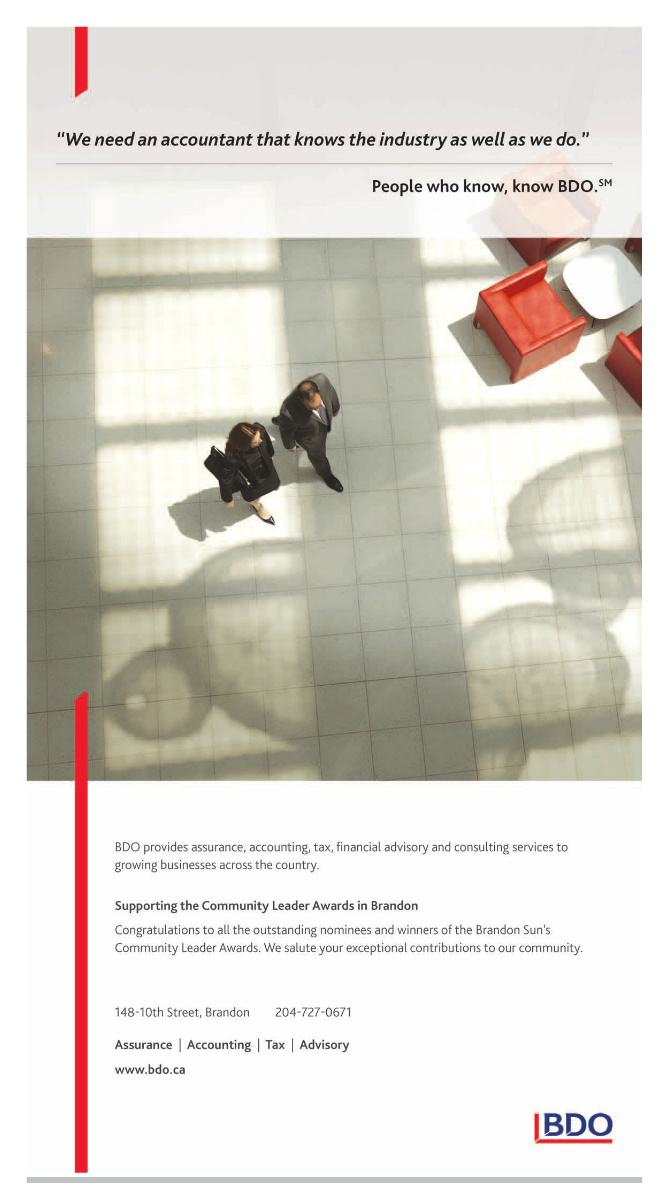 “We need an accountant that knows the industry as well as we do.”
People who know, know BDO.℠
BDO provides assurance, accounting, tax, financial advisory and consulting services to
growing businesses across the country.
Supporting the Community Leader Awards in Brandon
Congratulations to all the outstanding nominees and winners of the Brandon Sun’s
Community Leader Awards. We salute your exceptional contributions to our community.
148-10th Street, Brandon 204-727-0671
Assurance | Accounting | Tax | Advisory
www.bdo.ca
BDO